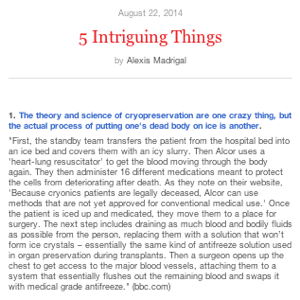 August 22, 2014
5 Intriguing Things
by Alexis Madrigal
1. The theory and science of cryopreservation are one crazy thing, but
the actual process of putting one's dead body on ice is another.
"First, the standby team transfers the patient from the hospital bed into
an ice bed and covers them with an icy slurry. Then Alcor uses a
'heart-lung resuscitator' to get the blood moving through the body
again. They then administer 16 different medications meant to protect
the cells from deteriorating after death. As they note on their website,
'Because cryonics patients are legally deceased, Alcor can use
methods that are not yet approved for conventional medical use.' Once
the patient is iced up and medicated, they move them to a place for
surgery. The next step includes draining as much blood and bodily fluids
as possible from the person, replacing them with a solution that won't
form ice crystals – essentially the same kind of antifreeze solution used
in organ preservation during transplants. Then a surgeon opens up the
chest to get access to the major blood vessels, attaching them to a
system that essentially flushes out the remaining blood and swaps it
with medical grade antifreeze." (bbc.com)